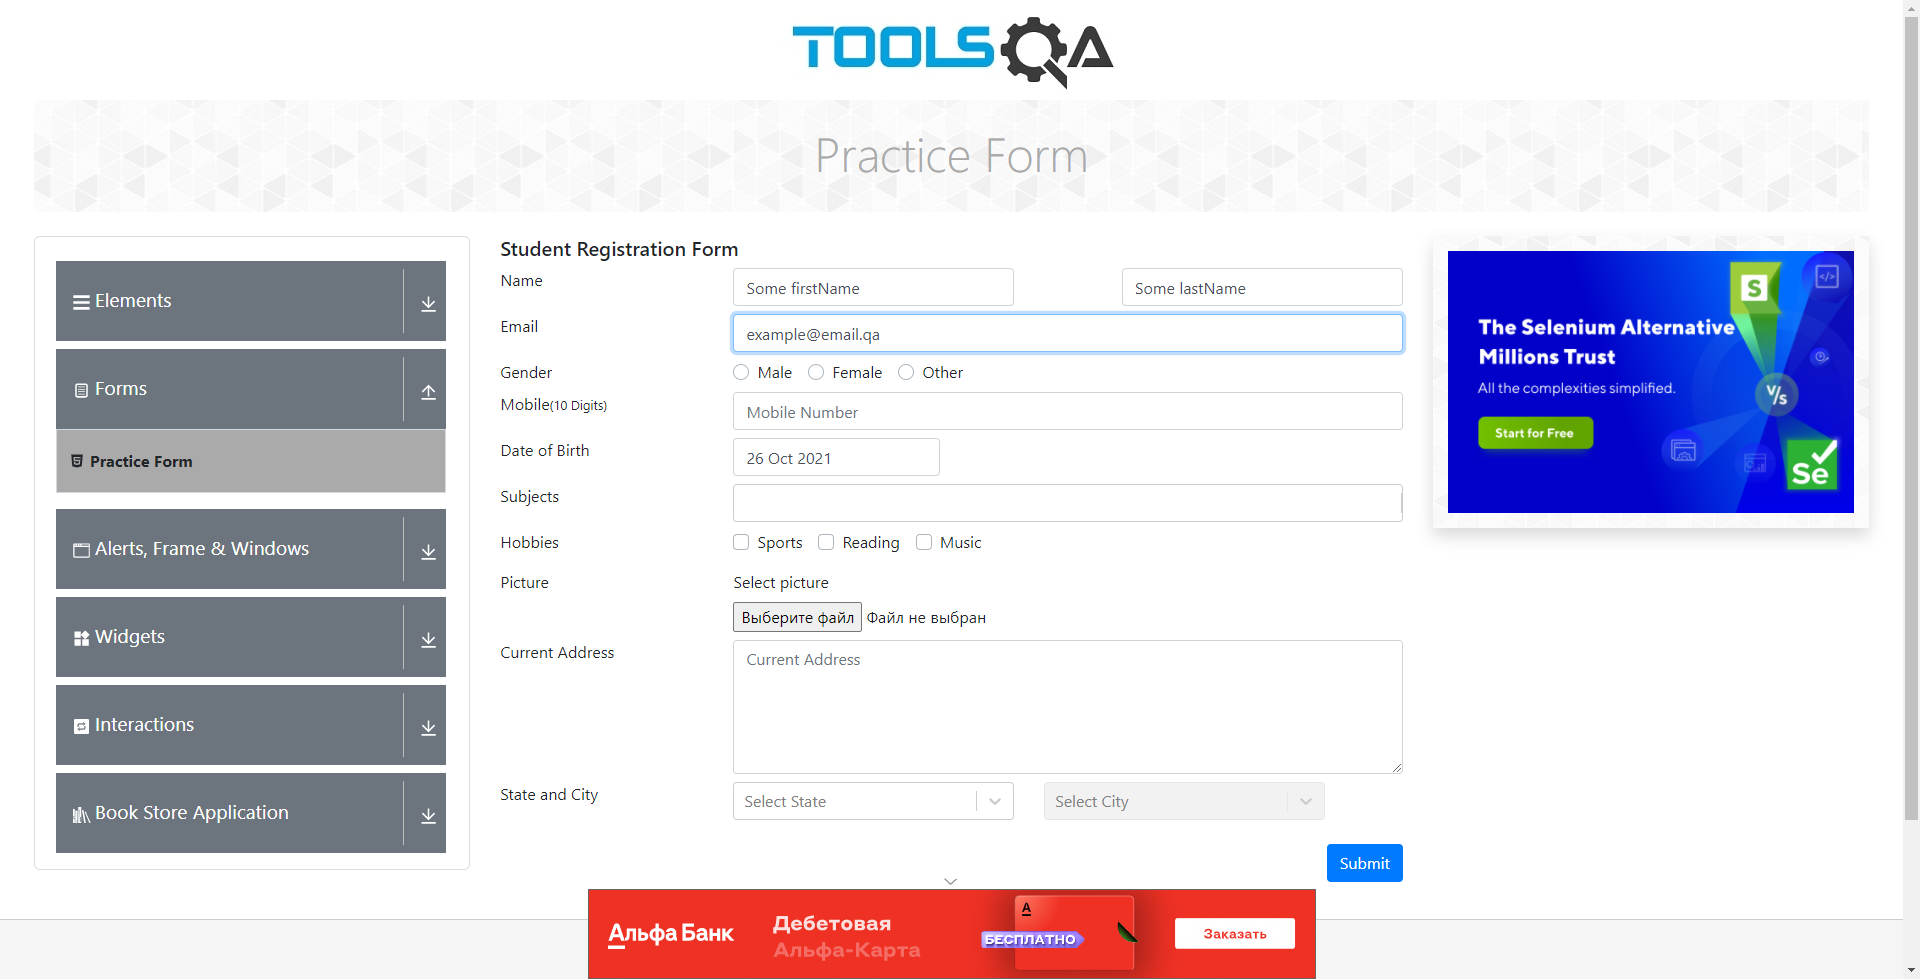 TOOLSQA
Practice Form
Elements
Forms
Practice Form
Alerts, Frame & Windows
Widgets
Interactions
Book Store Application
Student Registration Form
Name
Some firstName
Some lastName
Email
example@email.qa
Gender
Male
Female
Other
Mobile(10 Digits)
Mobile Number
Date of Birth
26 Oct 2021
Subjects
Hobbies
Sports
Reading
Music
Picture
Select picture
Выберите файл Файл не выбран
Current Address
Current Address
State and City
Select State
Select City
Submit
S
</>
The Selenium Alternative
Millions Trust
All the complexities simplified.
V/s
Start for Free
Se
Альфа Банк
Дебетовая
Альфа-Карта
А
БЕСПЛАТНО
Заказать